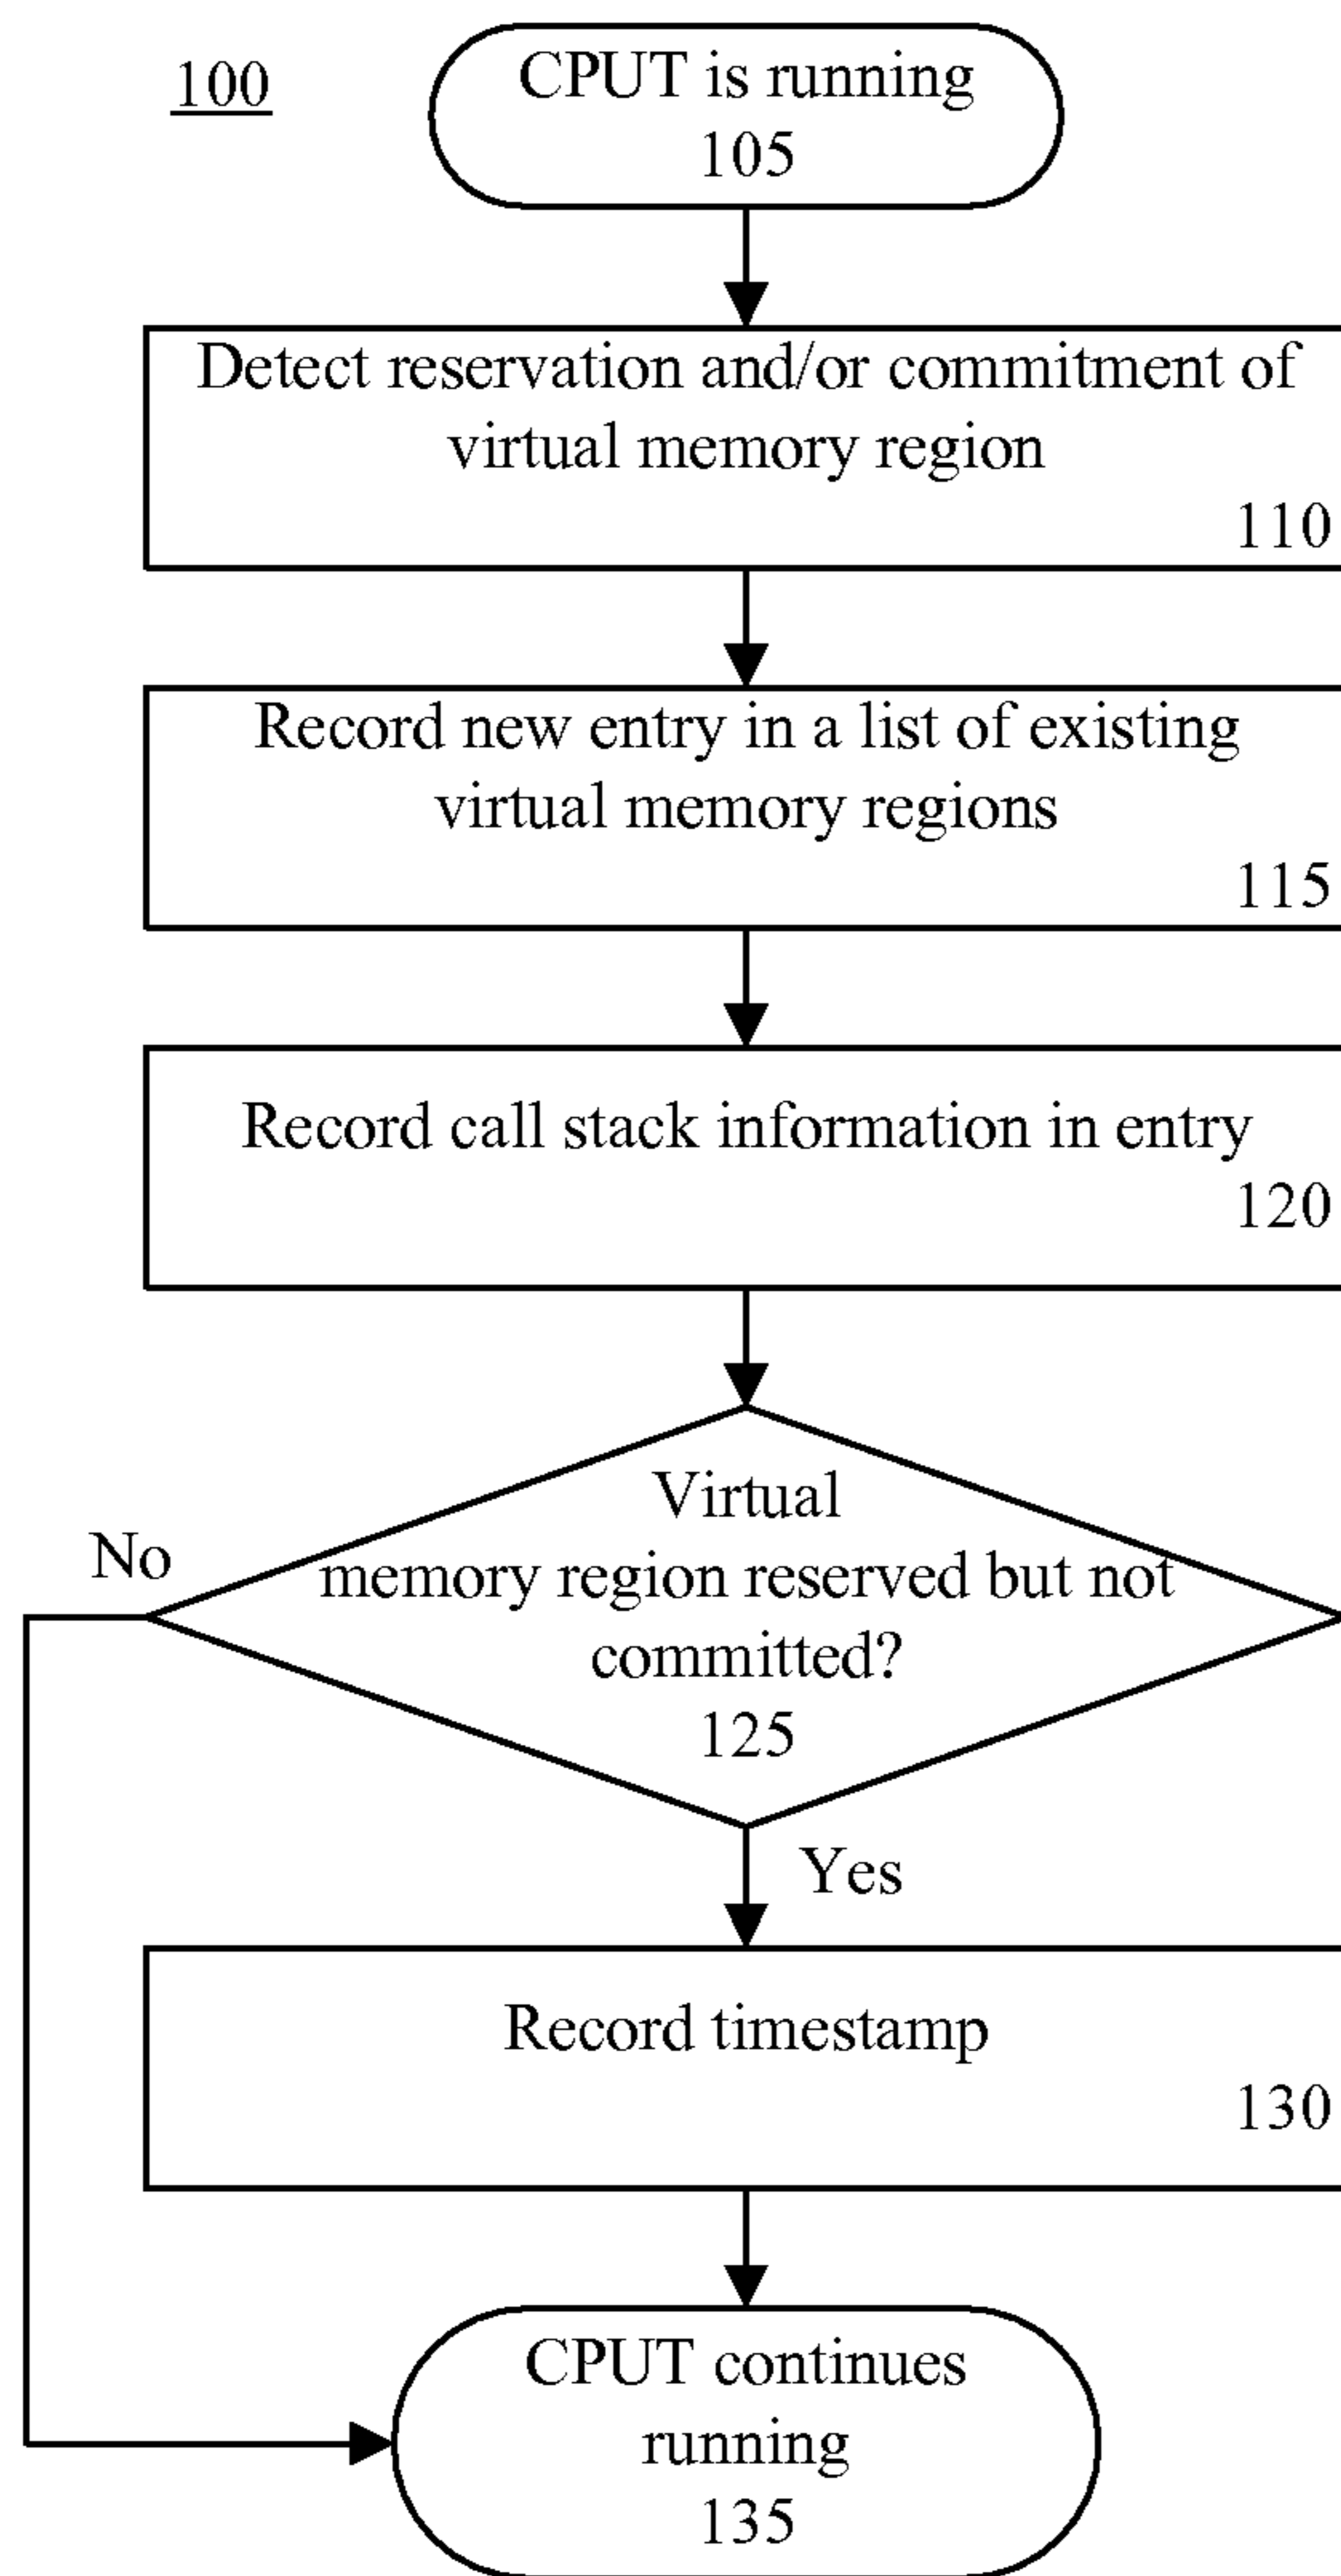 100
CPUT is running
105
Detect reservation and/or commitment of
virtual memory region
110
Record new entry in a list of existing
virtual memory regions
115
Record call stack information in entry
120
Virtual
memory region reserved but not
committed?
125
No
Yes
Record timestamp
130
CPUT continues
running
135